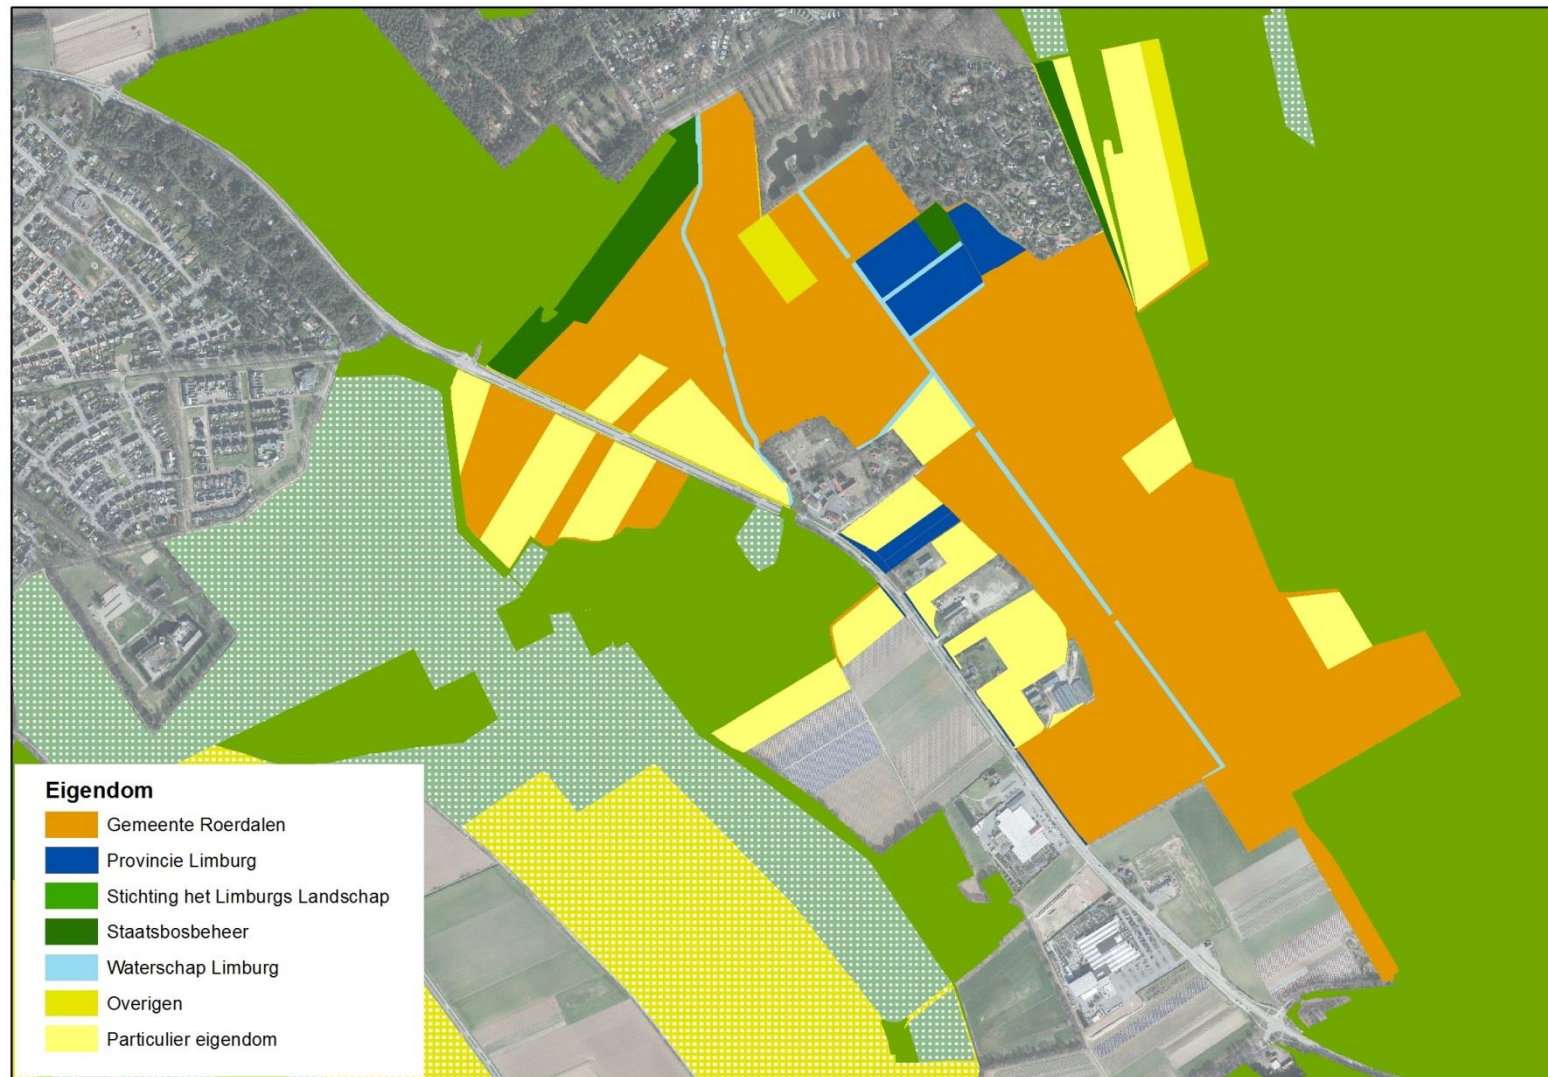 Eigendom
Gemeente Roerdalen
Provincie Limburg
Stichting het Limburgs Landschap
Staatsbosbeheer
Waterschap Limburg
Overigen
Particulier eigendom